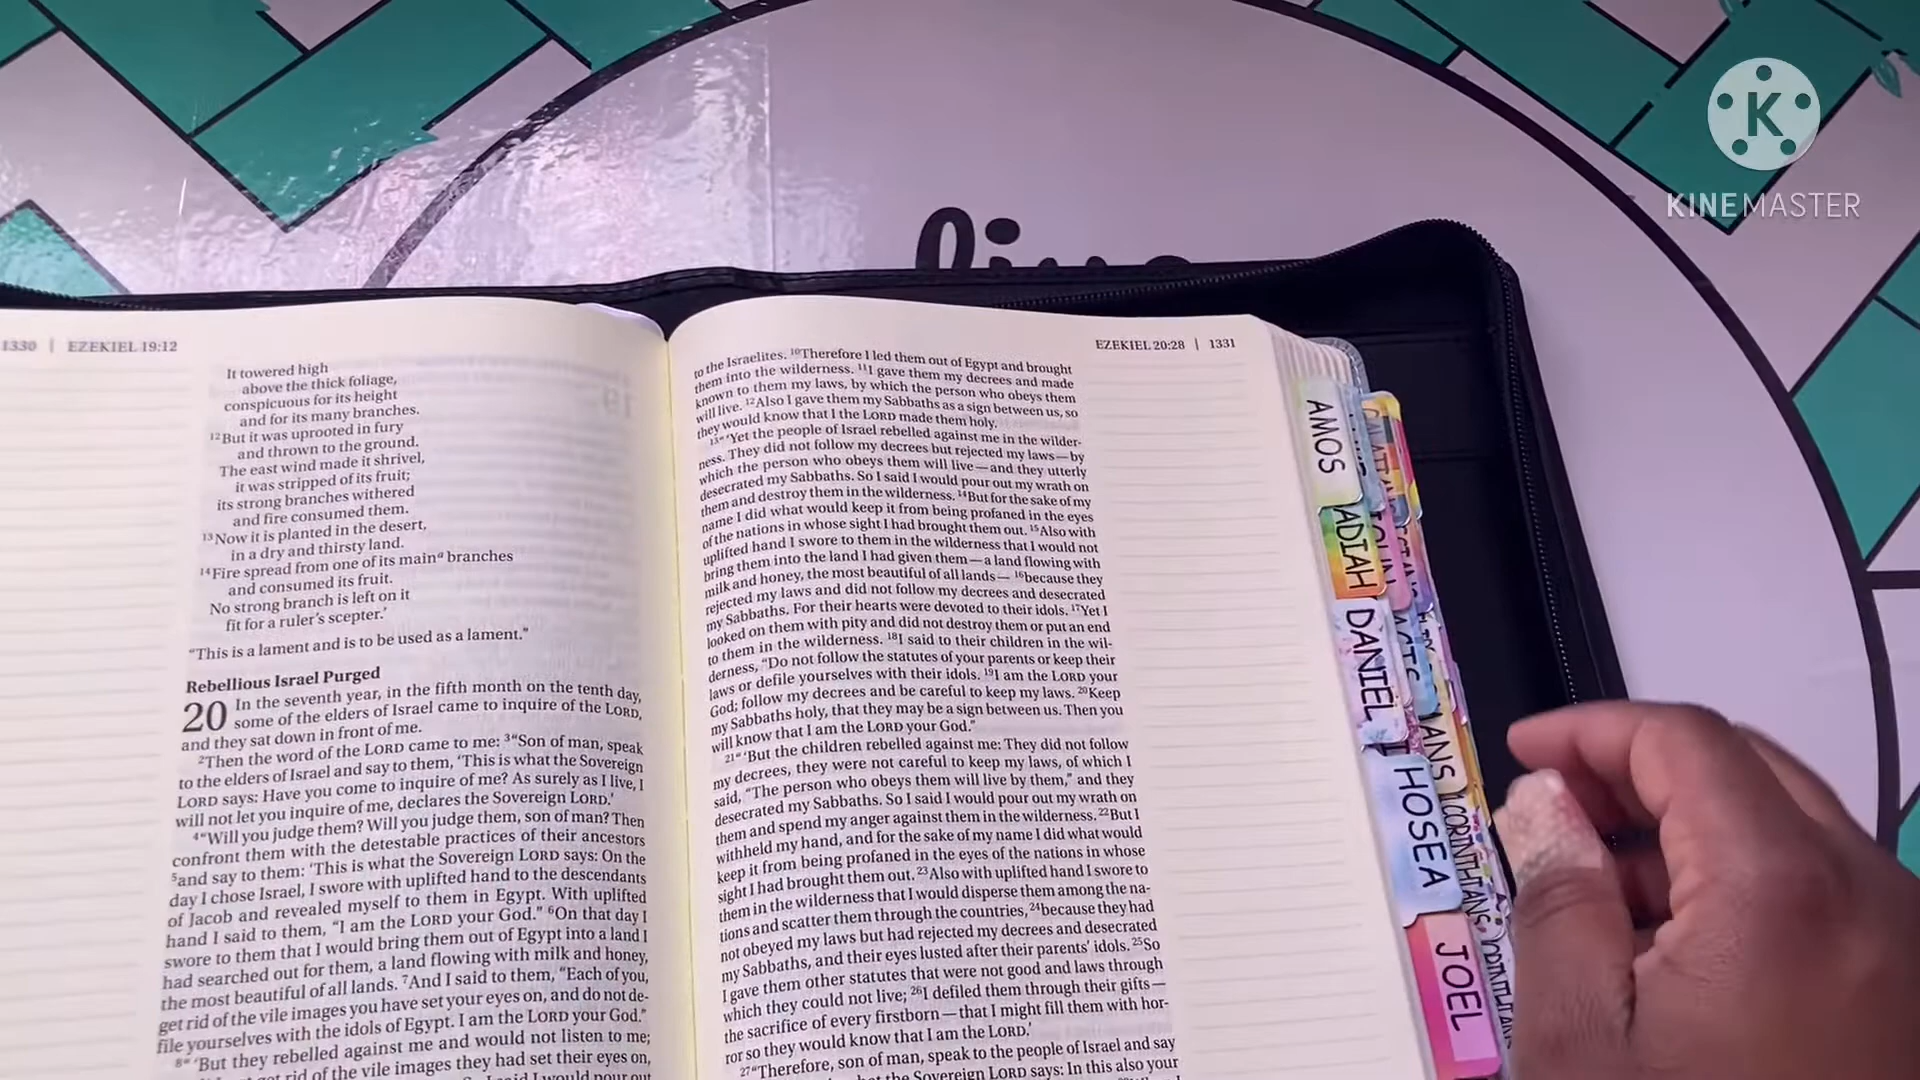 K
KINEMASTER
1330 | EZEKIEL 19:12
It towered high
above the thick foliage,
conspicuous for its height
and for its many branches.
12But it was uprooted in fury
and thrown to the ground.
The east wind made it shrivel,
it was stripped of its fruit;
its strong branches withered
and fire consumed them.
13Now it is planted in the desert,
in a dry and thirsty land.
14Fire spread from one of its maina branches
and consumed its fruit.
No strong branch is left on it
fit for a ruler's scepter.'
"This is a lament and is to be used as a lament."
Rebellious Israel Purged
20 In the seventh year, in the fifth month on the tenth day,
some of the elders of Israel came to inquire of the LORD,
and they sat down in front of me.
2Then the word of the LORD came to me: 3"Son of man, speak
to the elders of Israel and say to them, 'This is what the Sovereign
LORD says: Have you come to inquire of me? As surely as I live, I
will not let you inquire of me, declares the Sovereign LORD.'
4"Will you judge them? Will you judge them, son of man? Then
confront them with the detestable practices of their ancestors
5and say to them: 'This is what the Sovereign LORD says: On the
day I chose Israel, I swore with uplifted hand to the descendants
of Jacob and revealed myself to them in Egypt. With uplifted
hand I said to them, "I am the LORD your God." 6On that day I
swore to them that I would bring them out of Egypt into a land I
had searched out for them, a land flowing with milk and honey,
the most beautiful of all lands. 7And I said to them, "Each of you,
get rid of the vile images you have set your eyes on, and do not de-
file yourselves with the idols of Egypt. I am the LORD your God."
8"'But they rebelled against me and would not listen to me;
get rid of the vile images they had set their eyes on,
I said I would pour out
EZEKIEL 20:28 | 1331
to the Israelites. 10Therefore I led them out of Egypt and brought
them into the wilderness. 11I gave them my decrees and made
known to them my laws, by which the person who obeys them
will live. 12Also I gave them my Sabbaths as a sign between us, so
they would know that I the LORD made them holy.
13"'Yet the people of Israel rebelled against me in the wilder-
ness. They did not follow my decrees but rejected my laws—by
which the person who obeys them will live—and they utterly
desecrated my Sabbaths. So I said I would pour out my wrath on
them and destroy them in the wilderness. 14But for the sake of my
name I did what would keep it from being profaned in the eyes
of the nations in whose sight I had brought them out. 15Also with
uplifted hand I swore to them in the wilderness that I would not
bring them into the land I had given them—a land flowing with
milk and honey, the most beautiful of all lands— 16because they
rejected my laws and did not follow my decrees and desecrated
my Sabbaths. For their hearts were devoted to their idols. 17Yet I
looked on them with pity and did not destroy them or put an end
to them in the wilderness. 18I said to their children in the wil-
derness, "Do not follow the statutes of your parents or keep their
laws or defile yourselves with their idols. 19I am the LORD your
God; follow my decrees and be careful to keep my laws. 20Keep
my Sabbaths holy, that they may be a sign between us. Then you
will know that I am the LORD your God."
21"'But the children rebelled against me: They did not follow
my decrees, they were not careful to keep my laws, of which I
said, "The person who obeys them will live by them," and they
desecrated my Sabbaths. So I said I would pour out my wrath on
them and spend my anger against them in the wilderness. 22But I
withheld my hand, and for the sake of my name I did what would
keep it from being profaned in the eyes of the nations in whose
sight I had brought them out. 23Also with uplifted hand I swore to
them in the wilderness that I would disperse them among the na-
tions and scatter them through the countries, 24because they had
not obeyed my laws but had rejected my decrees and desecrated
my Sabbaths, and their eyes lusted after their parents' idols. 25So
I gave them other statutes that were not good and laws through
which they could not live; 26I defiled them through their gifts—
the sacrifice of every firstborn—that I might fill them with hor-
ror so they would know that I am the LORD.'
27"Therefore, son of man, speak to the people of Israel and say
the Sovereign LORD says: In this also your
AMOS
ADIAH
DANIEL
HOSEA
JOEL
JOHN
ACTS
ANS
1 CORINTHIANS